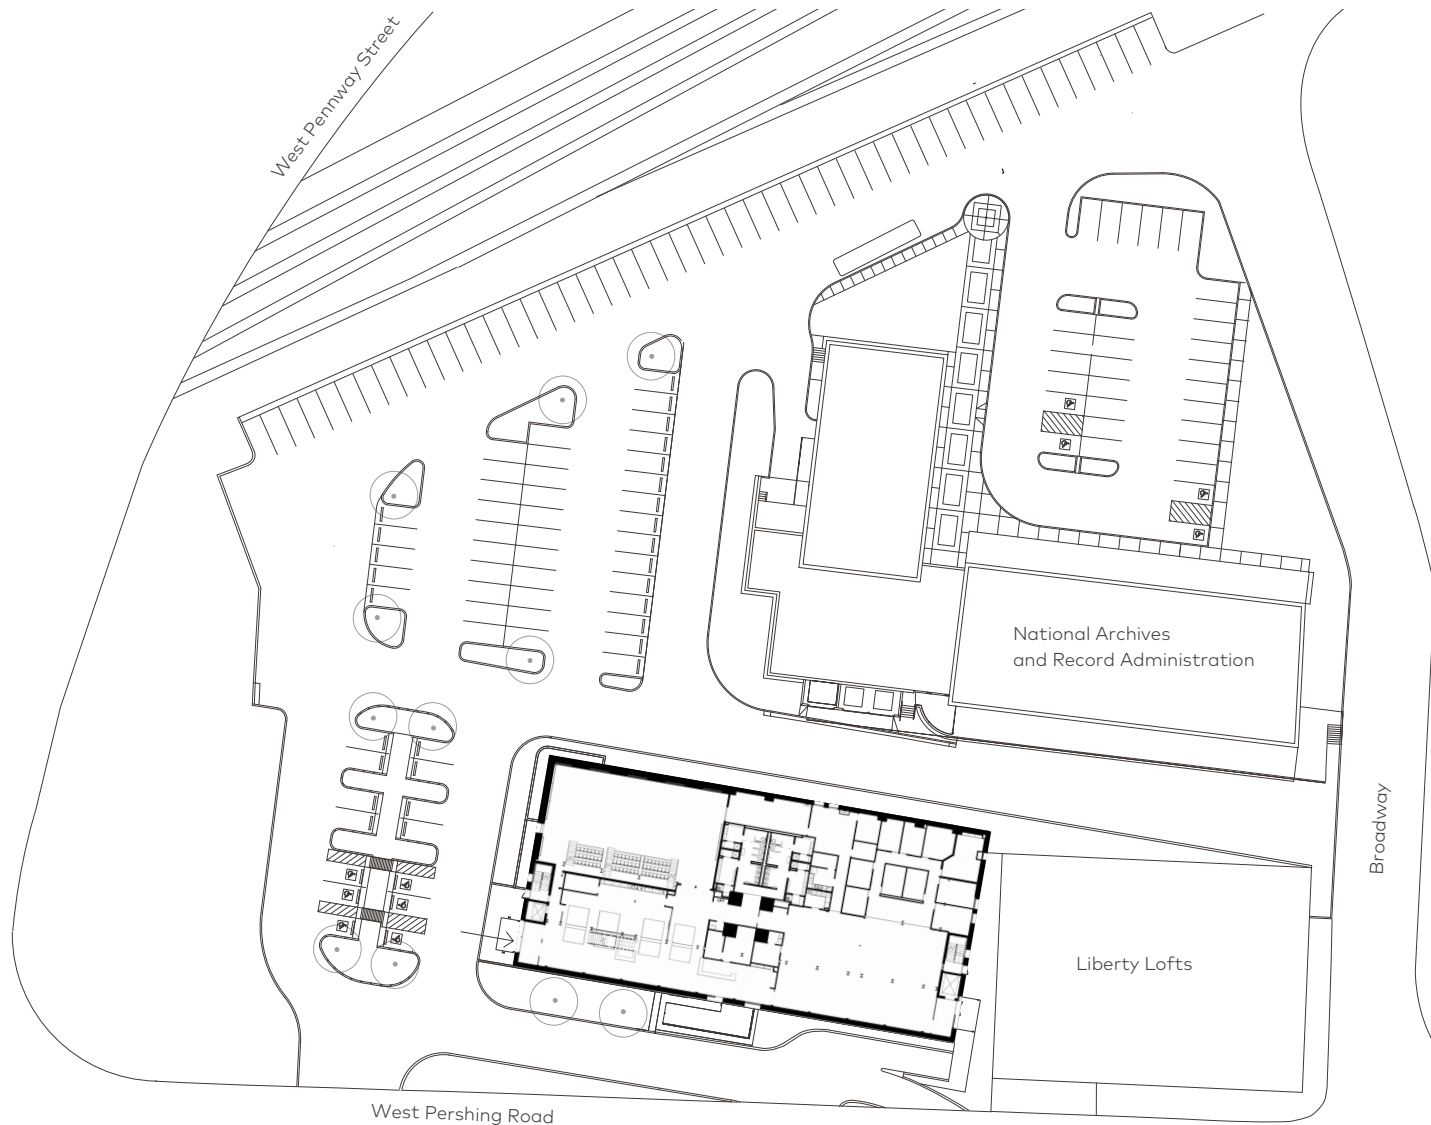 West Pennway Street
National Archives
and Record Administration
Broadway
Liberty Lofts
West Pershing Road